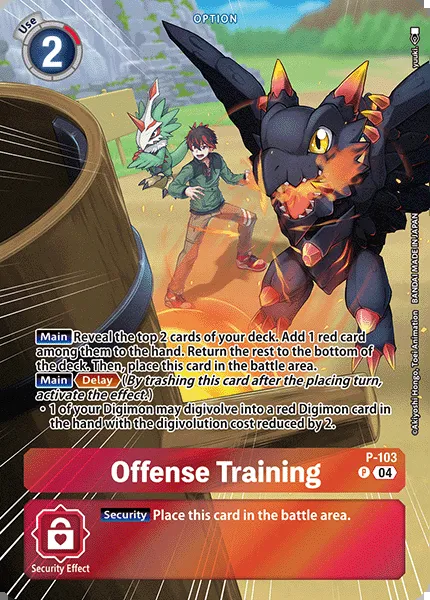 OPTION
Use
2
yuuki
Main Reveal the top 2 cards of your deck. Add 1 red card
among them to the hand. Return the rest to the bottom of
the deck. Then, place this card in the battle area.
Main Delay (By trashing this card after the placing turn,
activate the effect.)
• 1 of your Digimon may digivolve into a red Digimon card in
the hand with the digivolution cost reduced by 2.
©Akiyoshi Hongo, Toei Animation BANDAI MADE IN JAPAN
P-103
Offense Training
P 04
Security Place this card in the battle area.
Security Effect